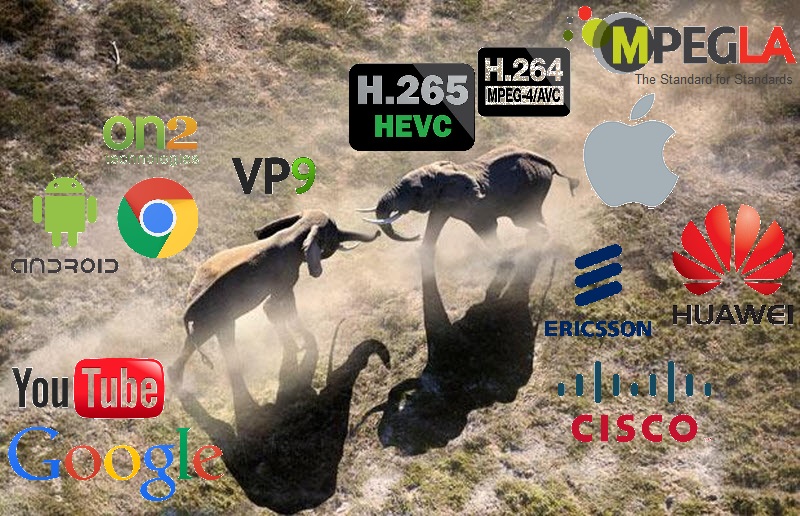 MPEGLA
The Standard for Standards
H.264
MPEG-4/AVC
H.265
HEVC
on2
technologies
VP9
ANDROID
HUAWEI
ERICSSON
YouTube
CISCO
Google